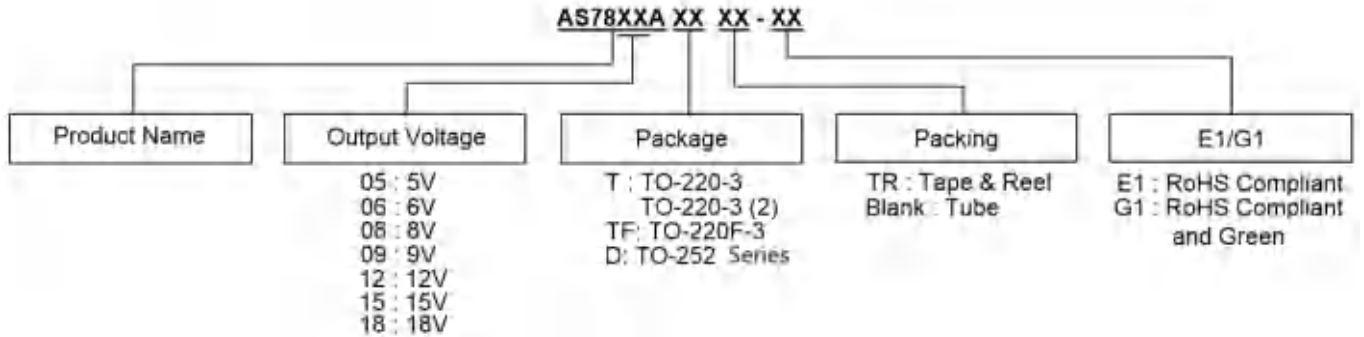 AS78XXA XX XX - XX
Product Name
Output Voltage
05 : 5V
06 : 6V
08 : 8V
09 : 9V
12 : 12V
15 : 15V
18 : 18V
Package
T : TO-220-3
TO-220-3 (2)
TF: TO-220F-3
D: TO-252 Series
Packing
TR : Tape & Reel
Blank : Tube
E1/G1
E1 : RoHS Compliant
G1 : RoHS Compliant
and Green